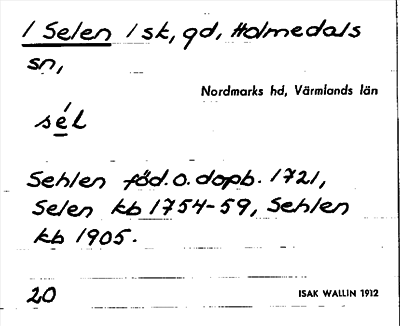 1 Selen 1 sk, gd, Holmedals
sn,
Nordmarks hd, Värmlands län
sél
Sehlen föd.o.dopb. 1721,
Selen kb 1754-59, Sehlen
kb 1905.
20
ISAK WALLIN 1912